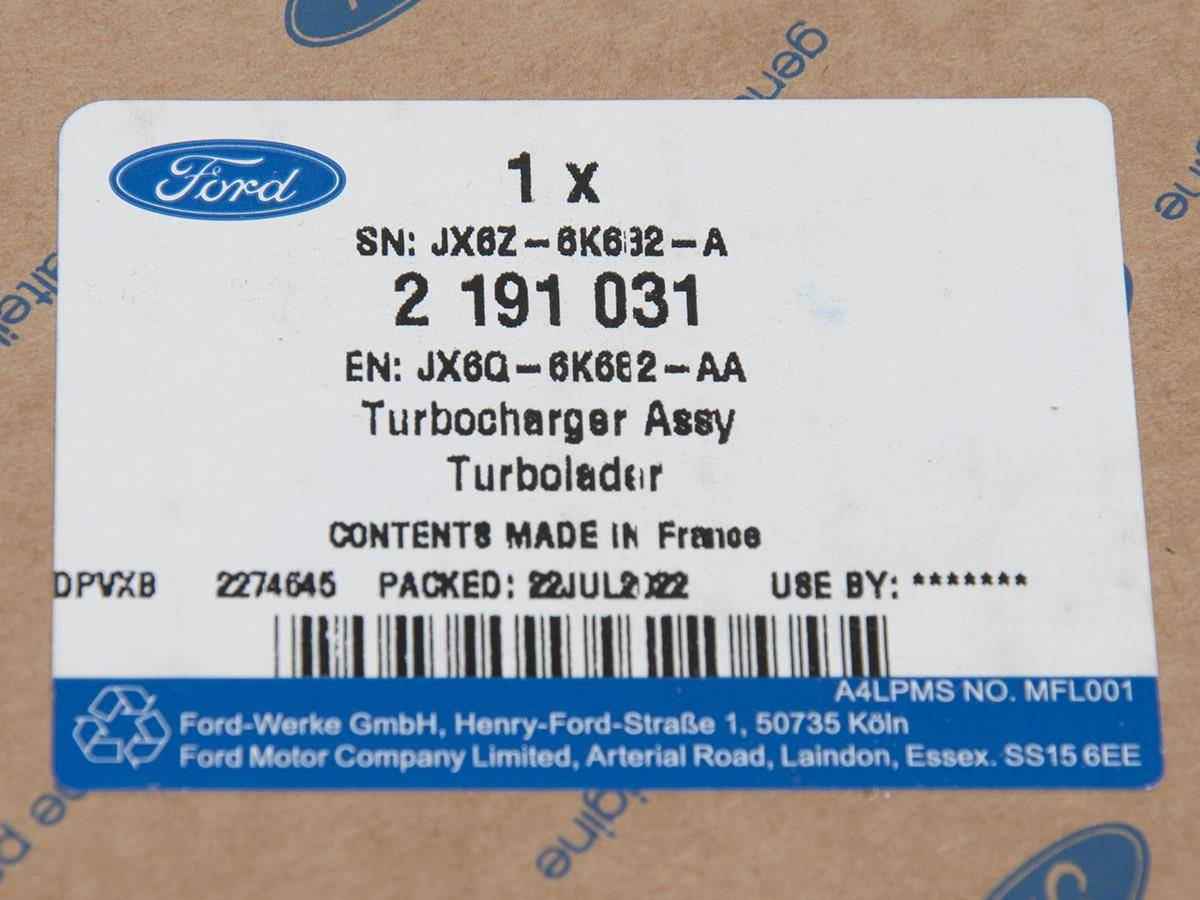 genu
Ford
1 x
SN: JX6Z-6K682-A
2 191 031
EN: JX6Q-6K682-AA
Turbocharger Assy
Turbolader
CONTENTS MADE IN France
DPVXB 2274645 PACKED: 22JUL2022 USE BY: *******
A4LPMS NO. MFL001
Ford-Werke GmbH, Henry-Ford-Straße 1, 50735 Köln
Ford Motor Company Limited, Arterial Road, Laindon, Essex. SS15 6EE
igine